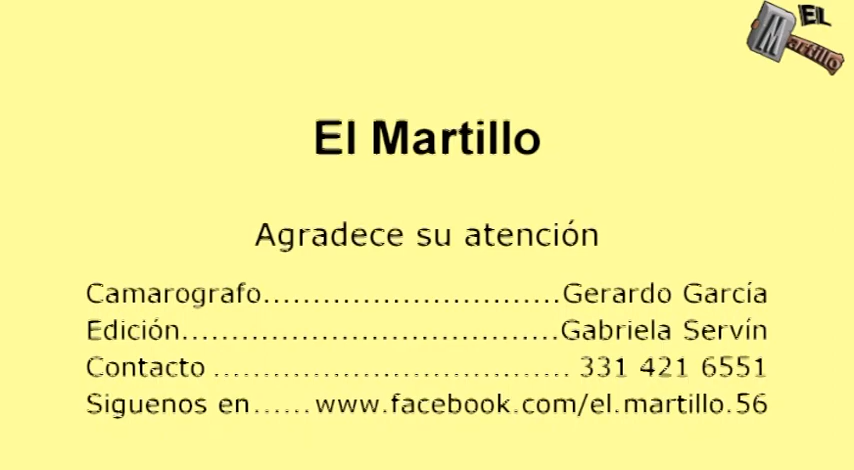 EL
Martillo
El Martillo
Agradece su atención
Camarografo..............................Gerardo García
Edición......................................Gabriela Servín
Contacto .................................... 331 421 6551
Siguenos en......www.facebook.com/el.martillo.56